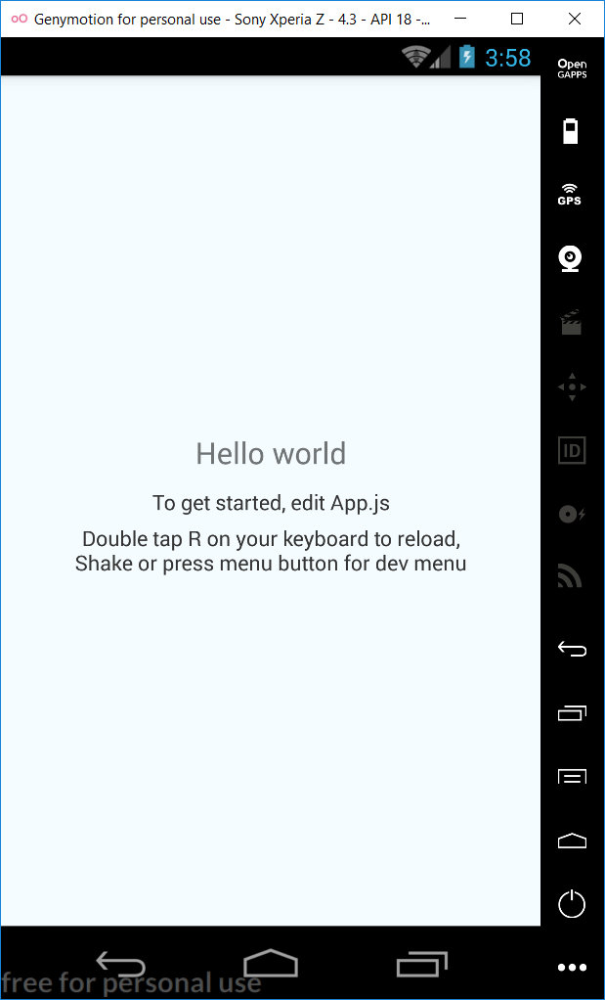 Genymotion for personal use - Sony Xperia Z - 4.3 - API 18 -...
3:58
Open
GAPPS
GPS
ID
Hello world
To get started, edit App.js
Double tap R on your keyboard to reload,
Shake or press menu button for dev menu
free for personal use